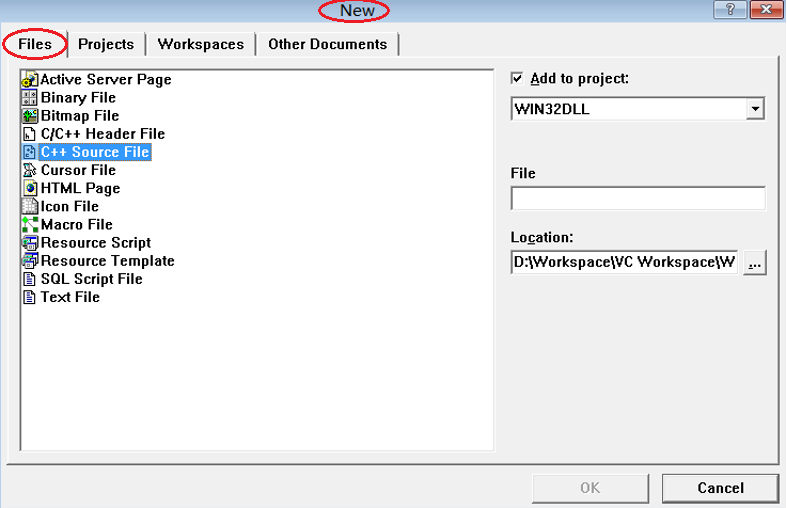 New
Files Projects Workspaces Other Documents
Active Server Page
Binary File
Bitmap File
C/C++ Header File
C++ Source File
Cursor File
HTML Page
Icon File
Macro File
Resource Script
Resource Template
SQL Script File
Text File
Add to project:
WIN32DLL
File
Location:
D:\Workspace\VC Workspace\W ...
OK Cancel